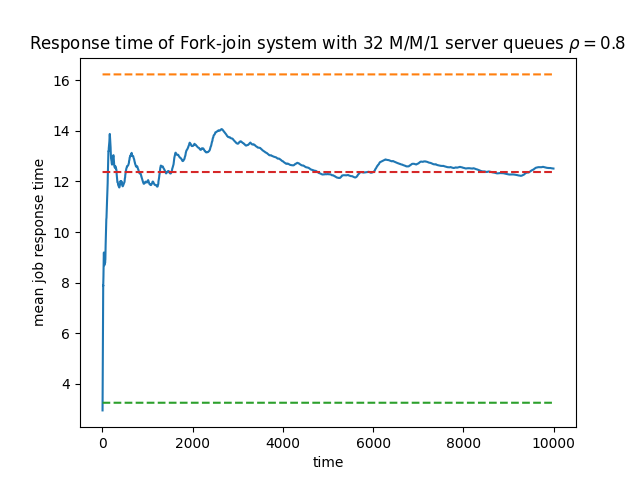 Response time of Fork-join system with 32 M/M/1 server queues ρ = 0.8
16
14
12
10
8
6
4
mean job response time
0 2000 4000 6000 8000 10000
time